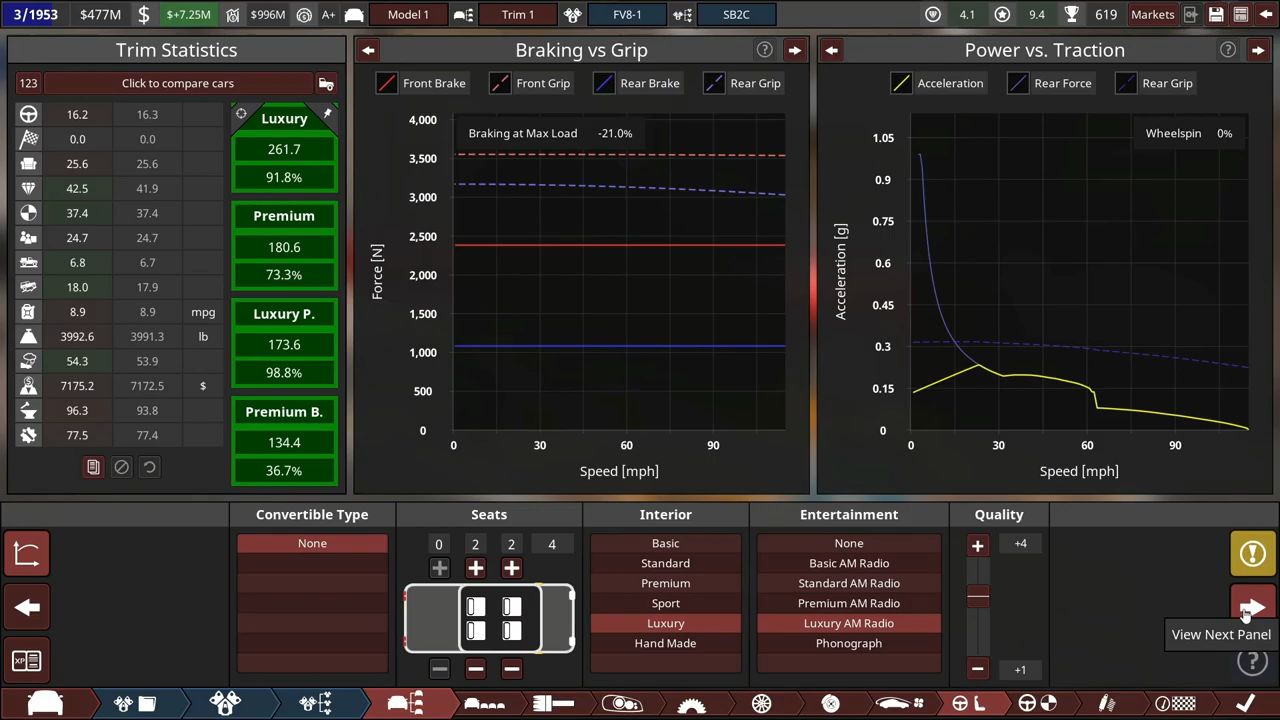 3/1953 $477M $ $+7.25M $996M A+ Model 1 Trim 1 FV8-1 SB2C 4.1 9.4 619 Markets
Trim Statistics
123 Click to compare cars
16.2 16.3
0.0 0.0
25.6 25.6
42.5 41.9
37.4 37.4
24.7 24.7
6.8 6.7
18.0 17.9
8.9 8.9 mpg
3992.6 3991.3 lb
54.3 53.9
7175.2 7172.5 $
96.3 93.8
77.5 77.4
Luxury
261.7
91.8%
Premium
180.6
73.3%
Luxury P.
173.6
98.8%
Premium B.
134.4
36.7%
Braking vs Grip ?
Front Brake Front Grip Rear Brake Rear Grip
Braking at Max Load -21.0%
4,000
3,500
3,000
2,500
2,000
1,500
1,000
500
0
Force [N]
0 30 60 90
Speed [mph]
Power vs. Traction ?
Acceleration Rear Force Rear Grip
Wheelspin 0%
1.05
0.9
0.75
0.6
0.45
0.3
0.15
0
Acceleration [g]
0 30 60 90
Speed [mph]
Convertible Type
None
Seats
0 2 2 4
Interior
Basic
Standard
Premium
Sport
Luxury
Hand Made
Entertainment
None
Basic AM Radio
Standard AM Radio
Premium AM Radio
Luxury AM Radio
Phonograph
Quality
+4
+1
View Next Panel
?
XP